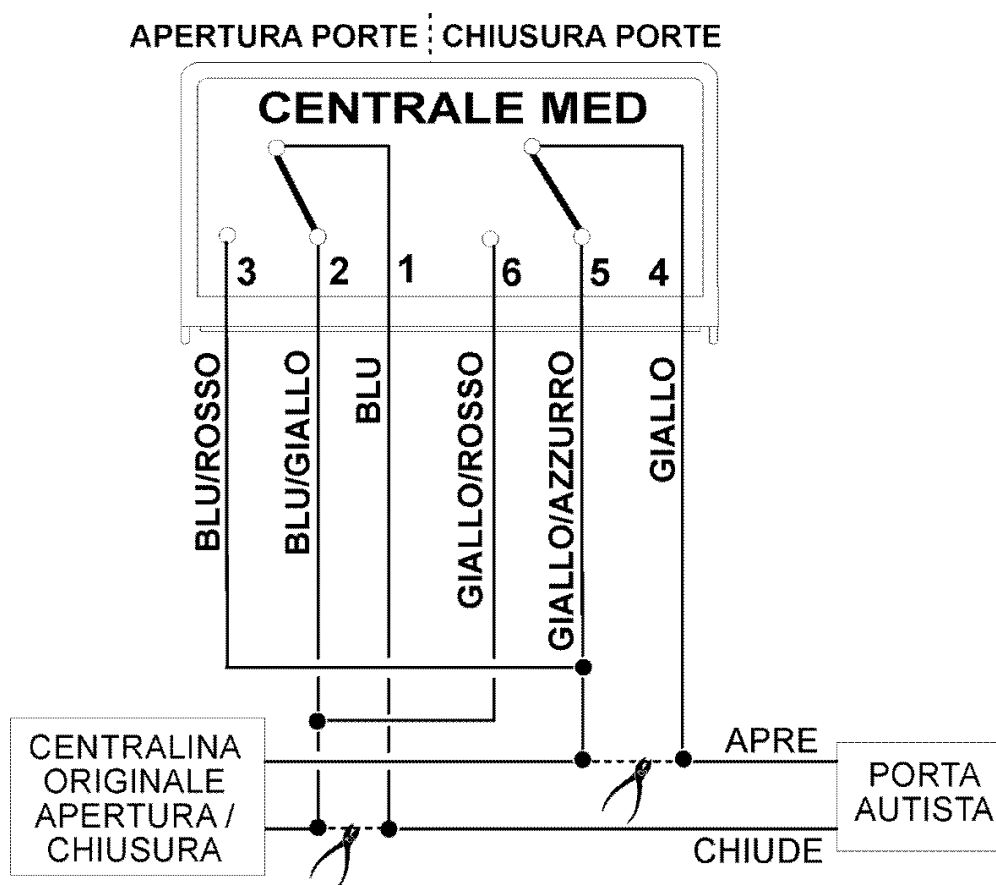 APERTURA PORTE CHIUSURA PORTE
CENTRALE MED
3 2 1 6 5 4
BLU/ROSSO
BLU/GIALLO
BLU
GIALLO/ROSSO
GIALLO/AZZURRO
GIALLO
CENTRALINA
ORIGINALE
APERTURA /
CHIUSURA
APRE
CHIUDE
PORTA
AUTISTA